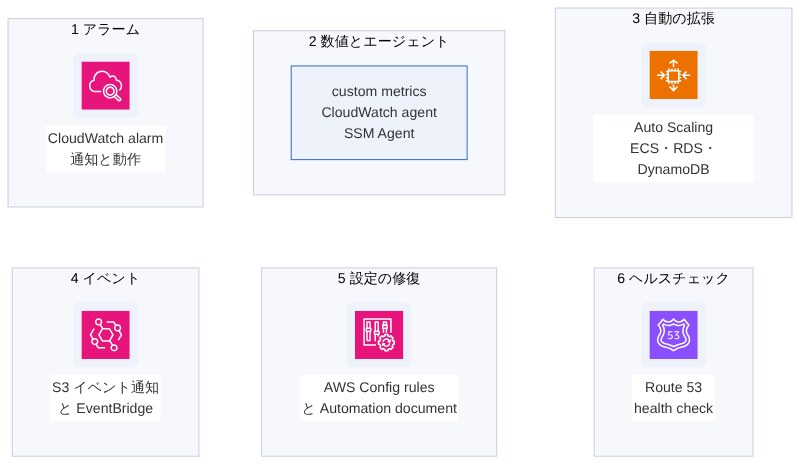 1 アラーム
CloudWatch alarm
通知と動作
2 数値とエージェント
custom metrics
CloudWatch agent
SSM Agent
3 自動の拡張
Auto Scaling
ECS・RDS・
DynamoDB
4 イベント
S3 イベント通知
と EventBridge
5 設定の修復
AWS Config rules
と Automation document
6 ヘルスチェック
53
Route 53
health check